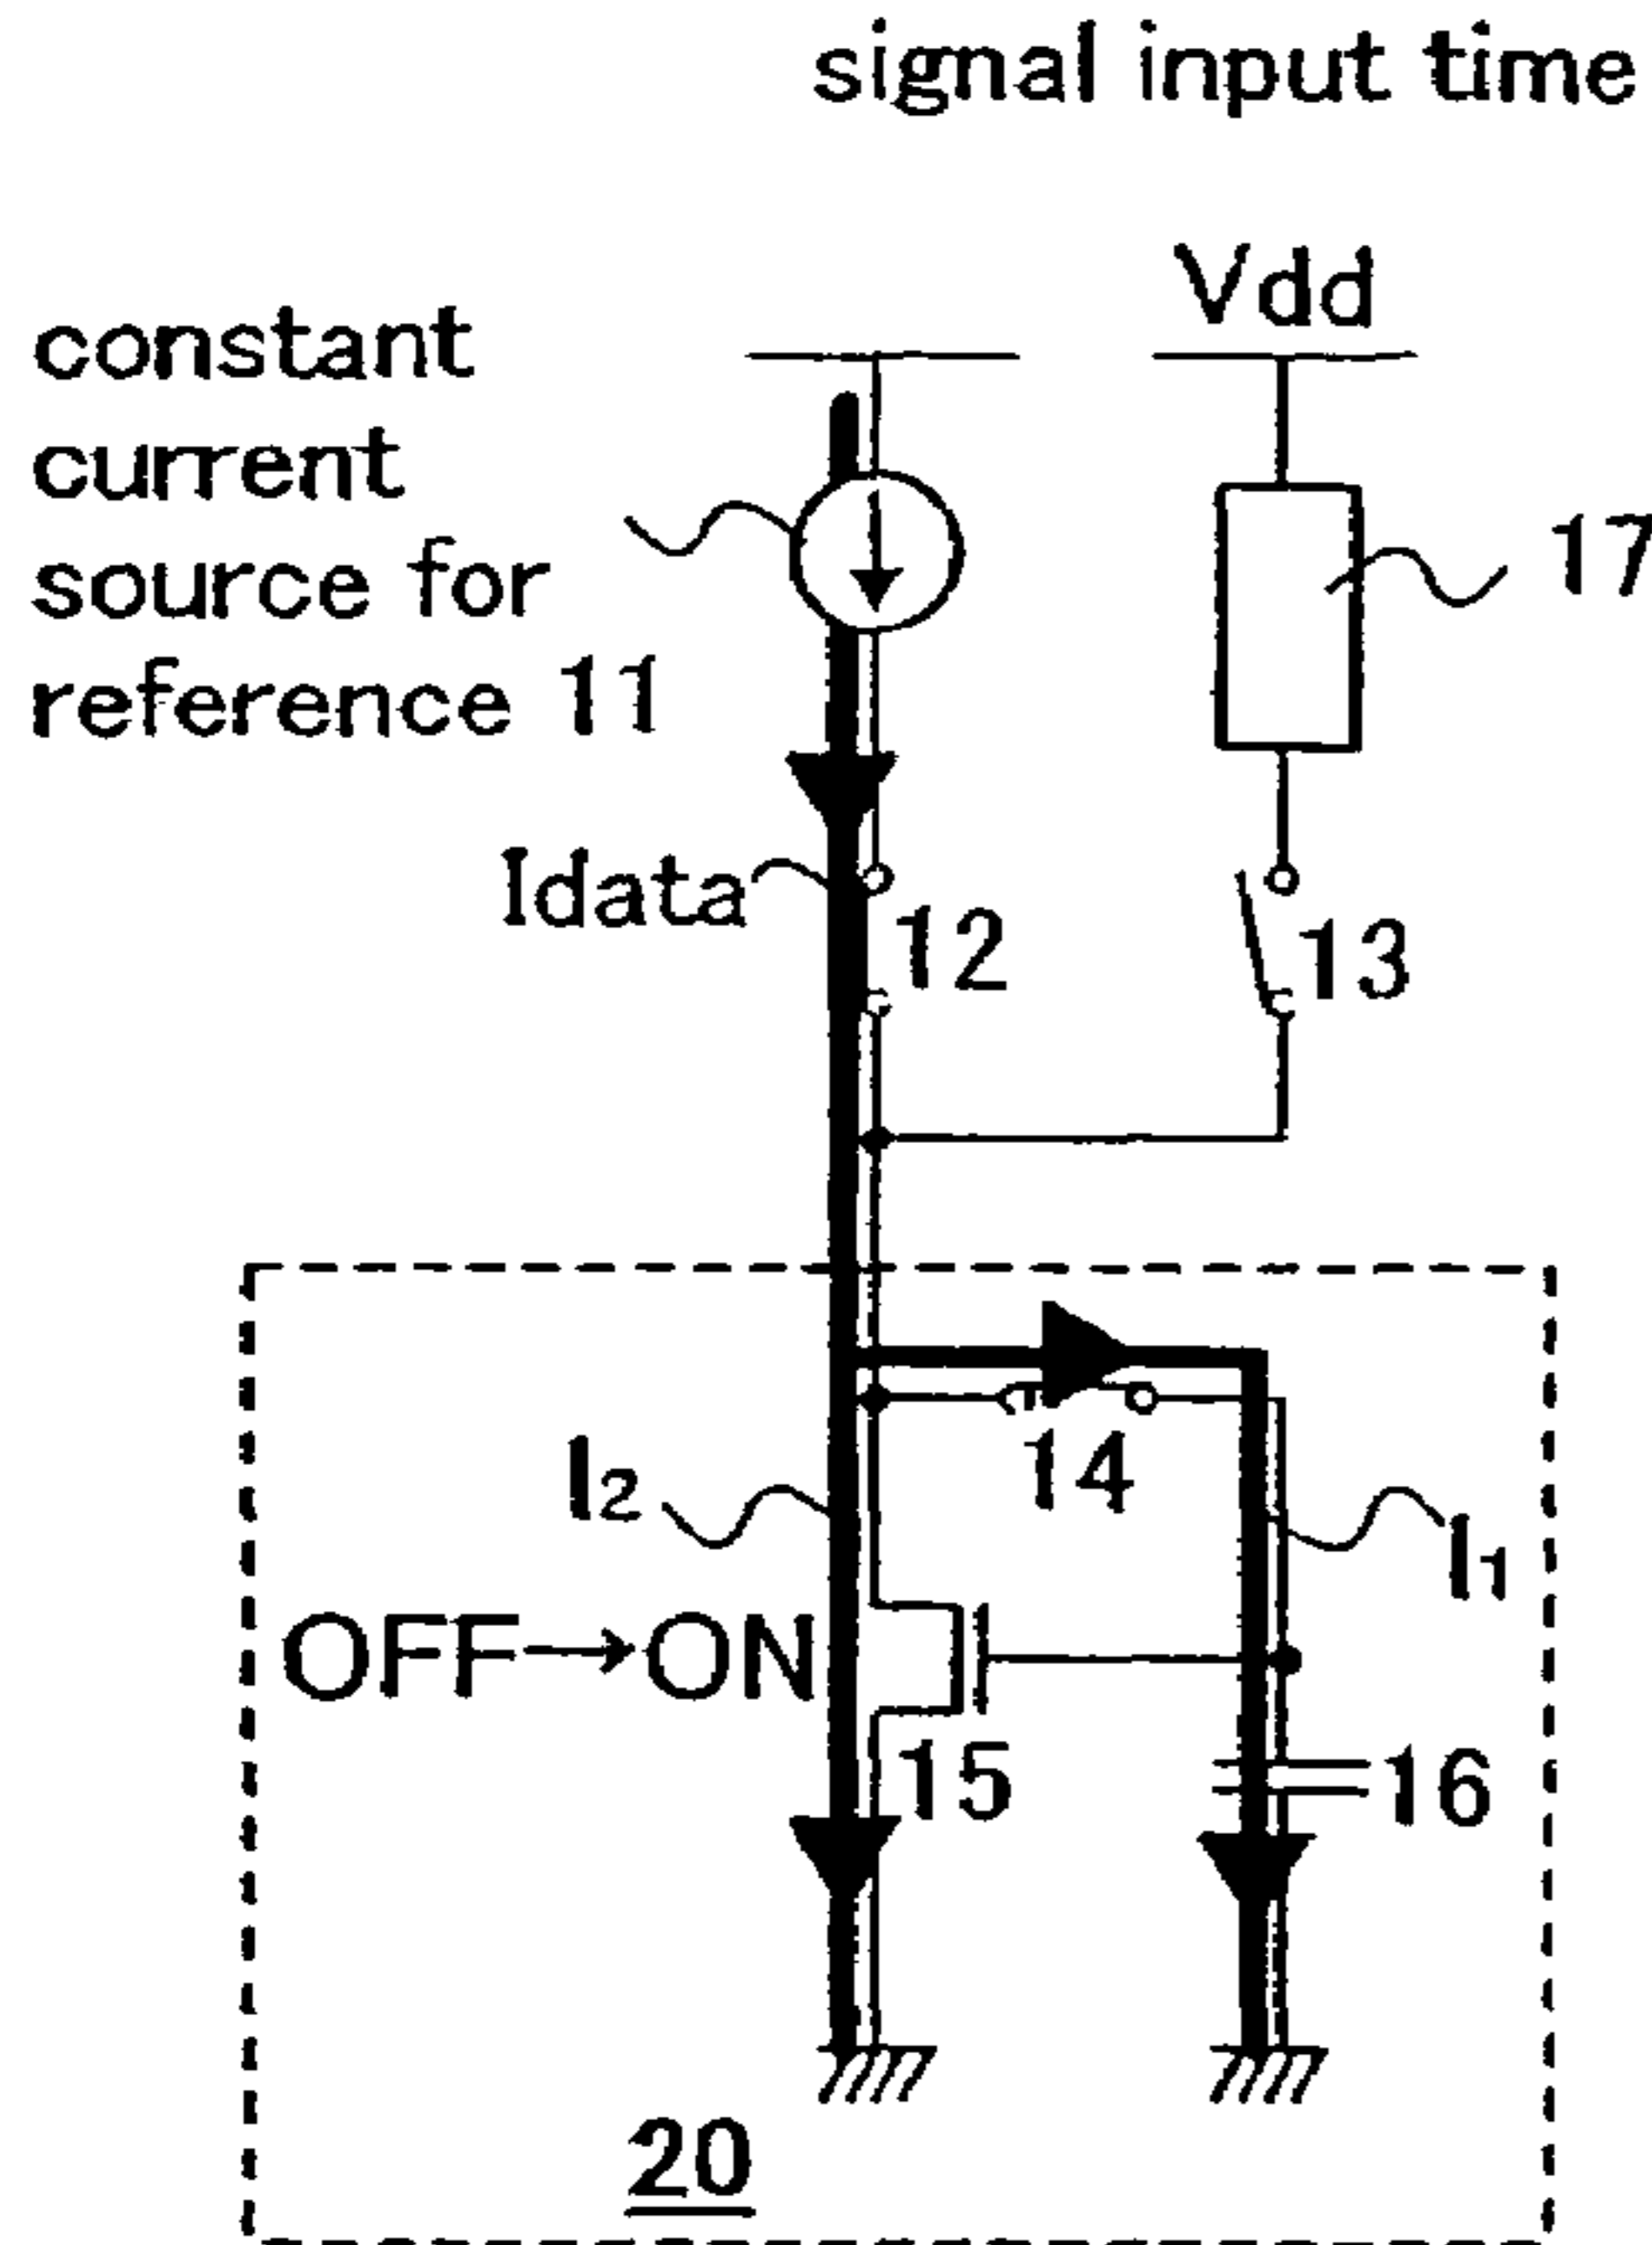 signal input time
Vdd
constant
current
source for
reference 11
17
Idata
12
13
14
I2
I1
OFF→ON
15
16
20